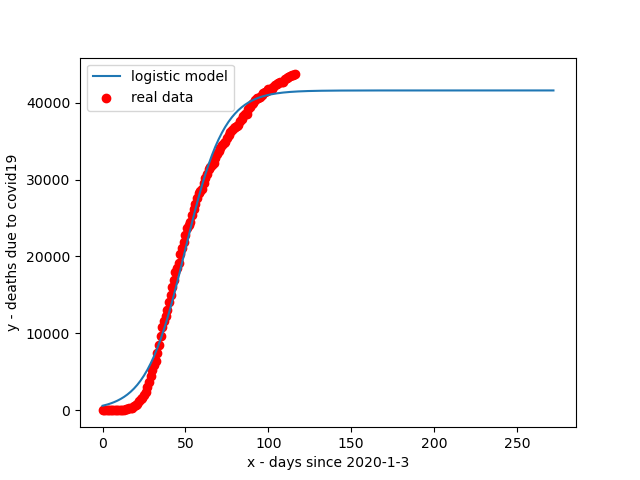 logistic model
real data
40000
30000
20000
10000
0
y - deaths due to covid19
0 50 100 150 200 250
x - days since 2020-1-3